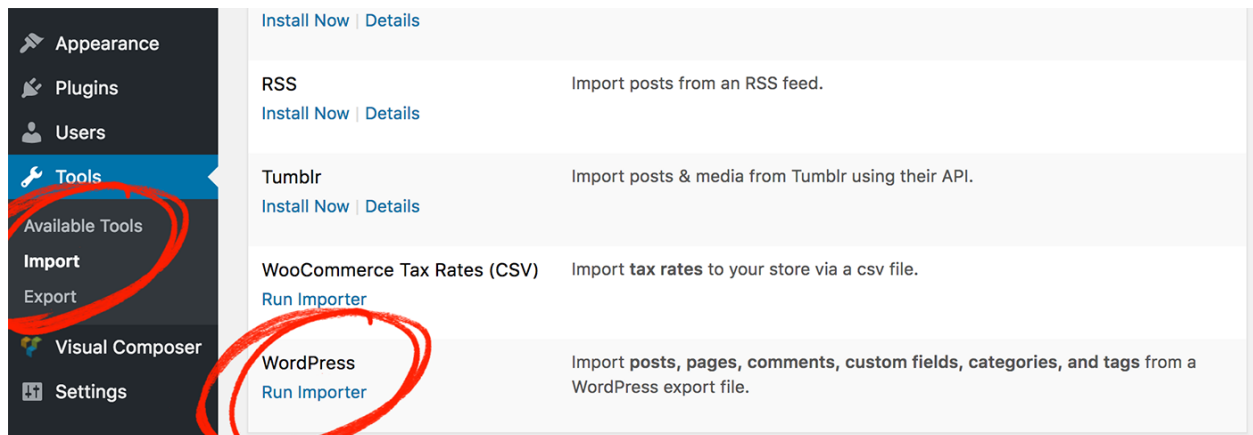 Appearance
Plugins
Users
Tools
Available Tools
Import
Export
Visual Composer
Settings
Install Now | Details
RSS
Import posts from an RSS feed.
Install Now | Details
Tumblr
Import posts & media from Tumblr using their API.
Install Now | Details
WooCommerce Tax Rates (CSV)
Import tax rates to your store via a csv file.
Run Importer
WordPress
Import posts, pages, comments, custom fields, categories, and tags from a
WordPress export file.
Run Importer